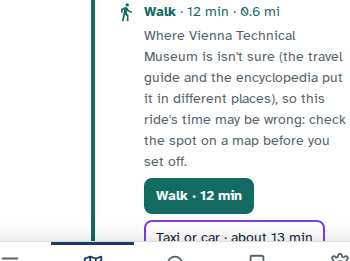 Walk · 12 min · 0.6 mi
Where Vienna Technical
Museum is isn't sure (the travel
guide and the encyclopedia put
it in different places), so this
ride's time may be wrong: check
the spot on a map before you
set off.
Walk · 12 min
Taxi or car · about 13 min